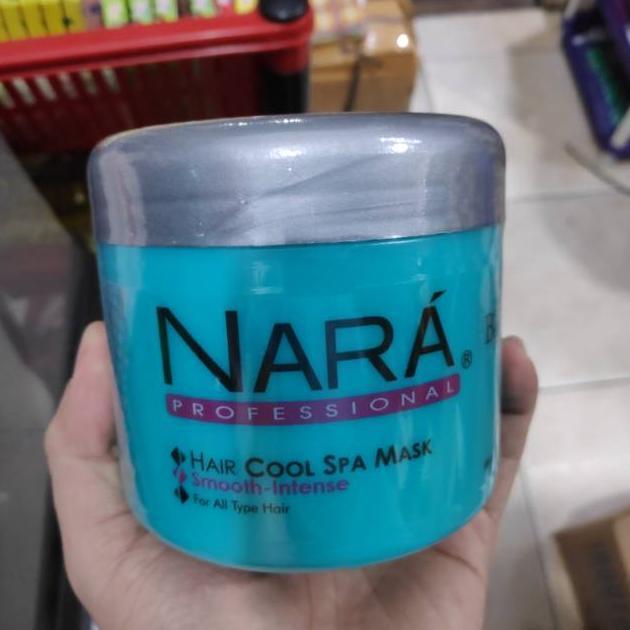 NARÁ®
PROFESSIONAL
HAIR COOL SPA MASK
Smooth-Intense
For All Type Hair